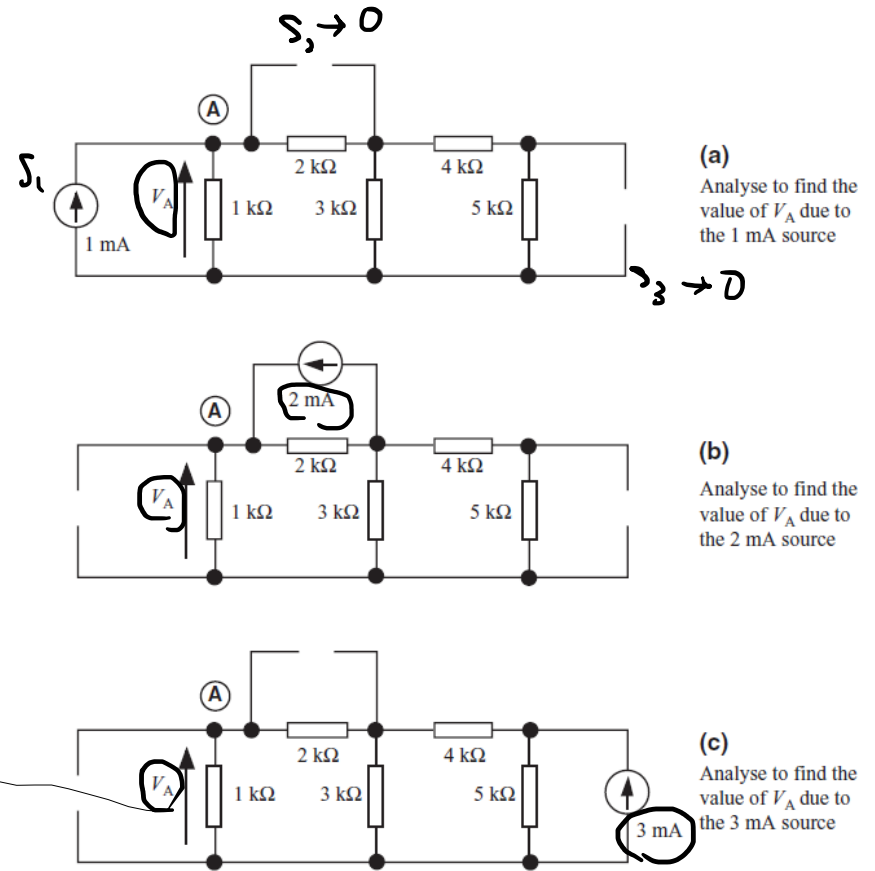 S₁ → 0
A
S₁
V_A
1 kΩ
2 kΩ
3 kΩ
4 kΩ
5 kΩ
1 mA
(a)
Analyse to find the
value of V_A due to
the 1 mA source
S₃ → 0
2 mA
A
V_A
1 kΩ
2 kΩ
3 kΩ
4 kΩ
5 kΩ
(b)
Analyse to find the
value of V_A due to
the 2 mA source
A
V_A
1 kΩ
2 kΩ
3 kΩ
4 kΩ
5 kΩ
3 mA
(c)
Analyse to find the
value of V_A due to
the 3 mA source